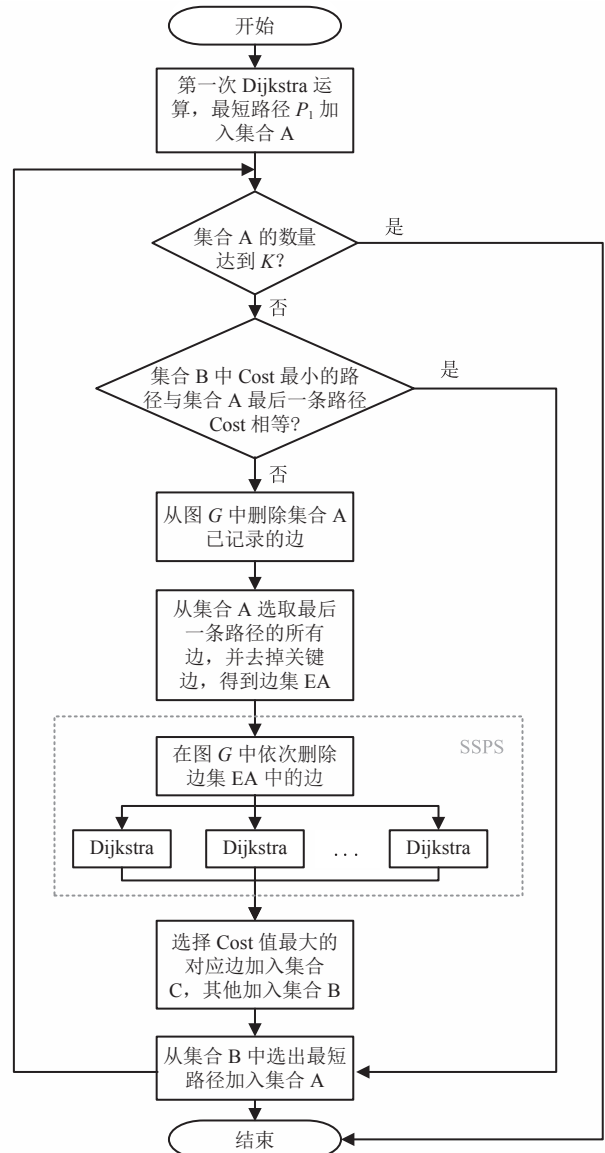 开始
第一次 Dijkstra 运
算，最短路径 P₁ 加
入集合 A
集合 A 的数量
达到 K？
是
否
集合 B 中 Cost 最小的路
径与集合 A 最后一条路径
Cost 相等？
是
否
从图 G 中删除集合 A
已记录的边
从集合 A 选取最后
一条路径的所有
边，并去掉关键
边，得到边集 EA
SSPS
在图 G 中依次删除
边集 EA 中的边
Dijkstra
Dijkstra
...
Dijkstra
选择 Cost 值最大的
对应边加入集合
C，其他加入集合 B
从集合 B 中选出最短
路径加入集合 A
结束